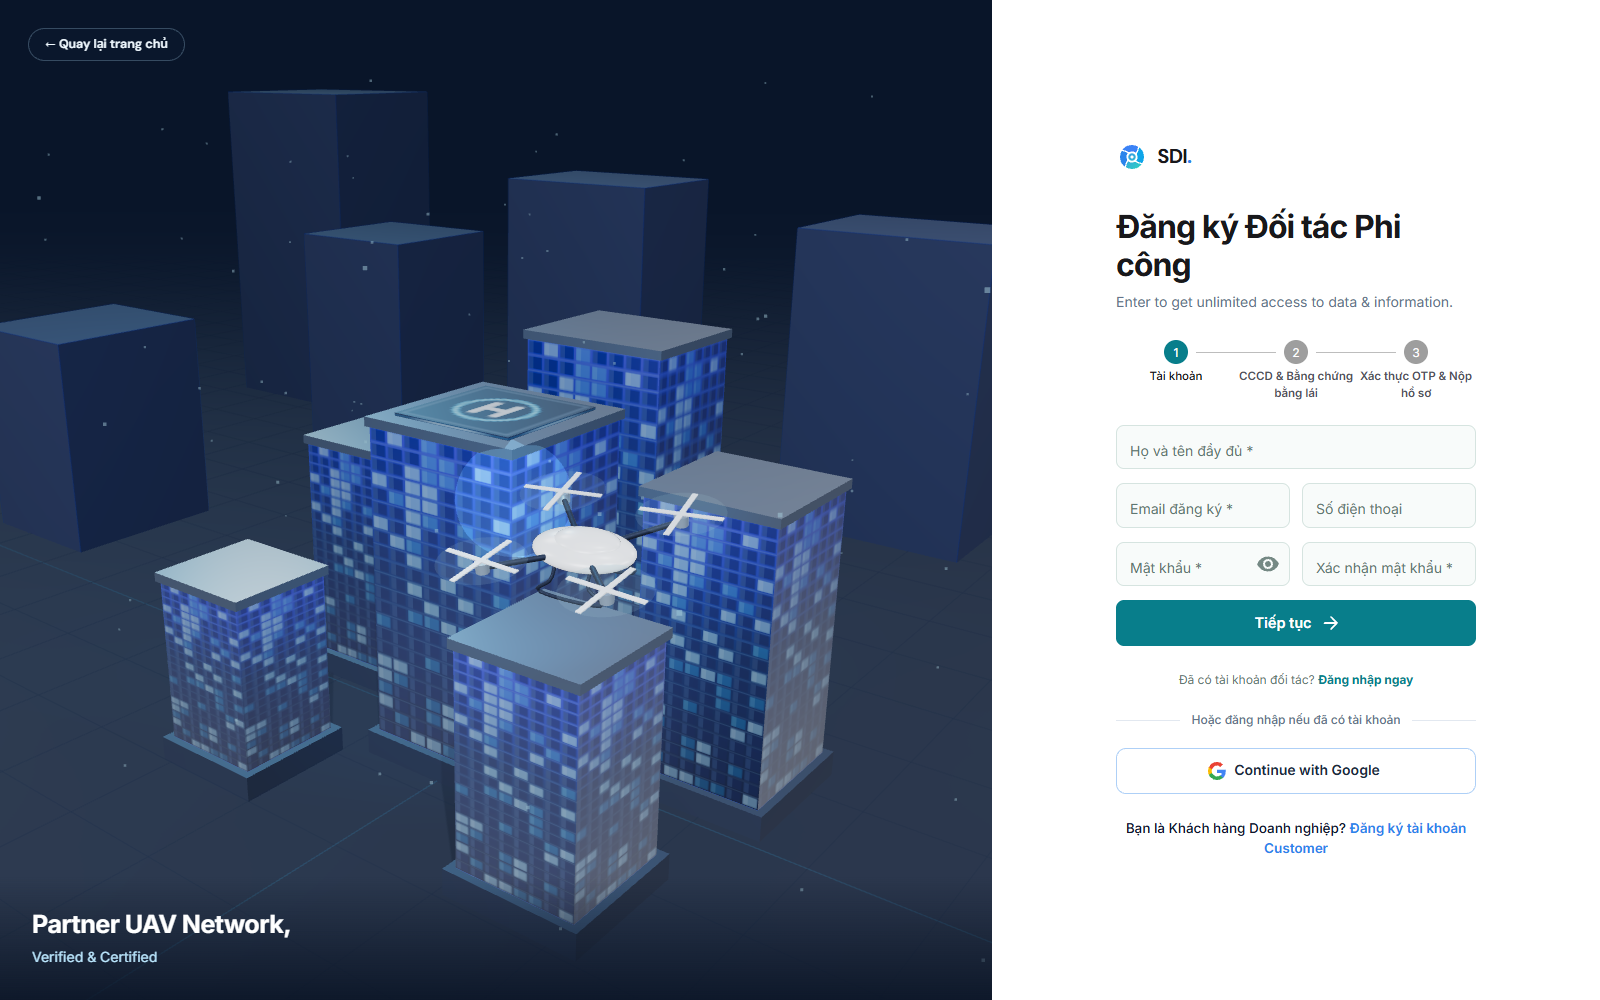 ← Quay lại trang chủ
H
Partner UAV Network,
Verified & Certified
SDI.
Đăng ký Đối tác Phi
công
Enter to get unlimited access to data & information.
1
2
3
Tài khoản
CCCD & Bằng chứng
bằng lái
Xác thực OTP & Nộp
hồ sơ
Họ và tên đầy đủ *
Email đăng ký *
Số điện thoại
Mật khẩu *
Xác nhận mật khẩu *
Tiếp tục →
Đã có tài khoản đối tác? Đăng nhập ngay
Hoặc đăng nhập nếu đã có tài khoản
Continue with Google
Bạn là Khách hàng Doanh nghiệp? Đăng ký tài khoản
Customer